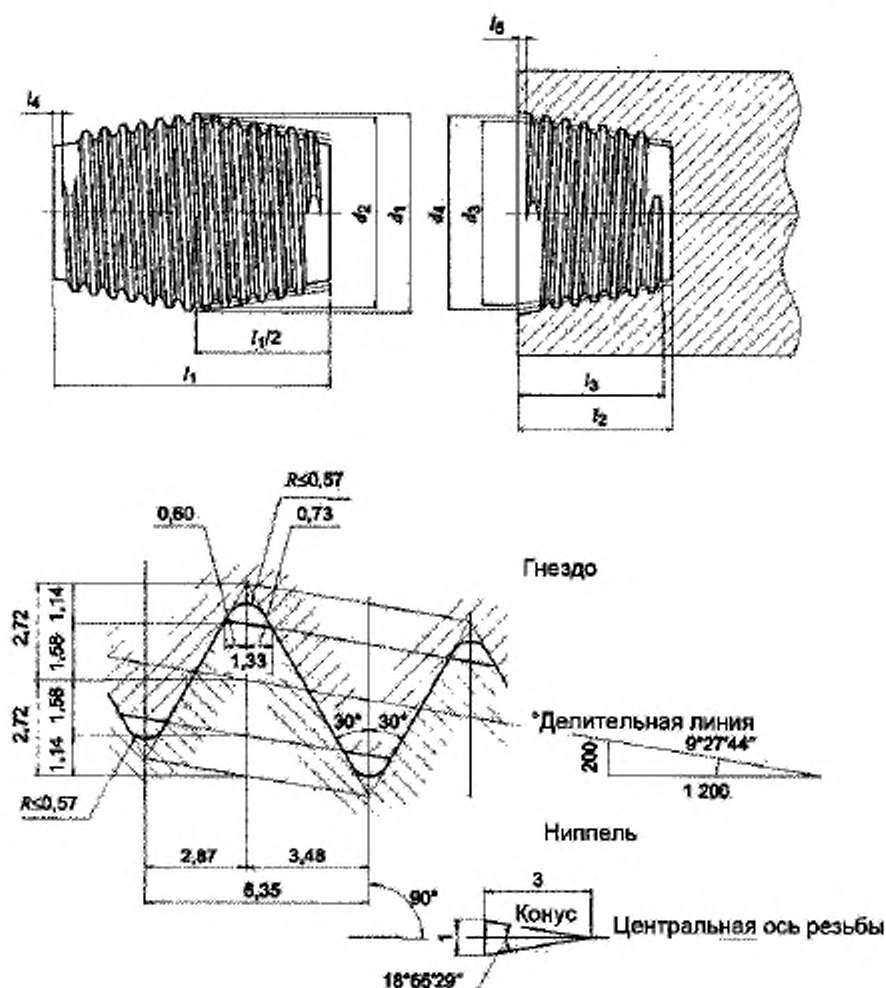 l₅
l₄
d₂
d₁
d₄
d₃
l₁/2
l₁
l₃
l₂
R≤0,57
0,60
0,73
Гнездо
2,72
1,14
1,58
1,33
2,72
1,58
1,14
30°
30°
°Делительная линия
9°27'44"
200
1 200
R≤0,57
Ниппель
2,87
3,48
6,35
90°
3
Конус
1
Центральная ось резьбы